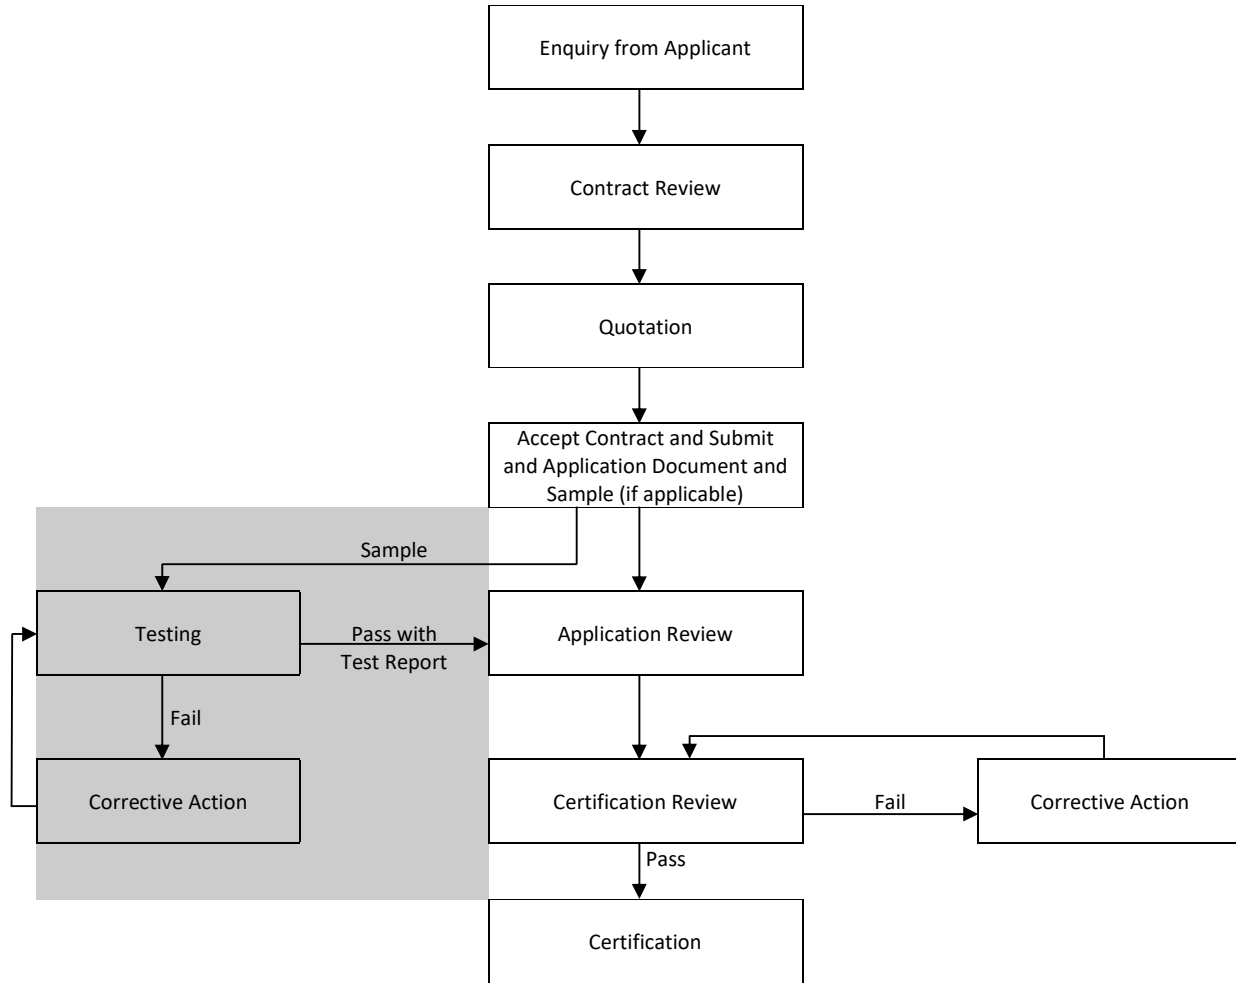 Enquiry from Applicant
Contract Review
Quotation
Accept Contract and Submit
and Application Document and
Sample (if applicable)
Sample
Testing
Pass with
Test Report
Application Review
Fail
Corrective Action
Certification Review
Fail
Corrective Action
Pass
Certification